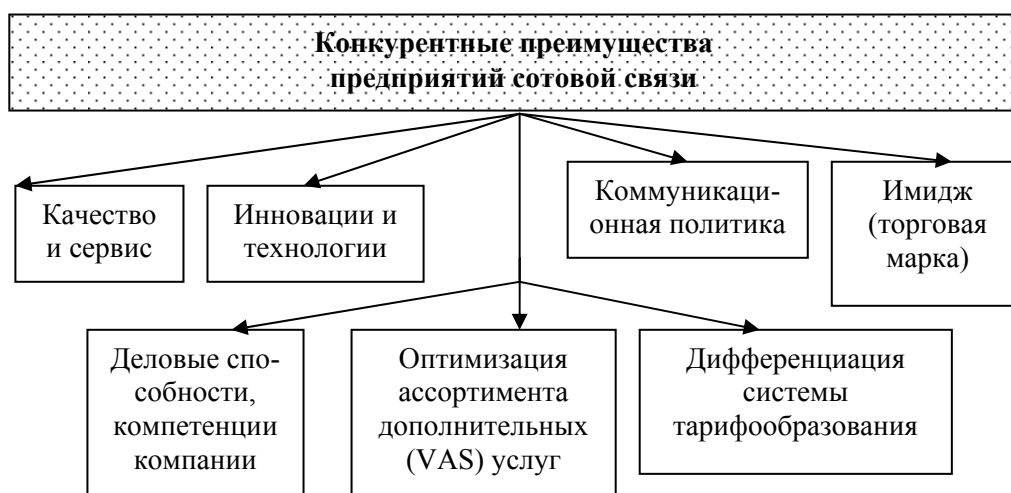 Конкурентные преимущества
предприятий сотовой связи
Качество
и сервис
Инновации и
технологии
Коммуникаци-
онная политика
Имидж
(торговая
марка)
Деловые спо-
собности,
компетенции
компании
Оптимизация
ассортимента
дополнительных
(VAS) услуг
Дифференциация
системы
тарифообразования